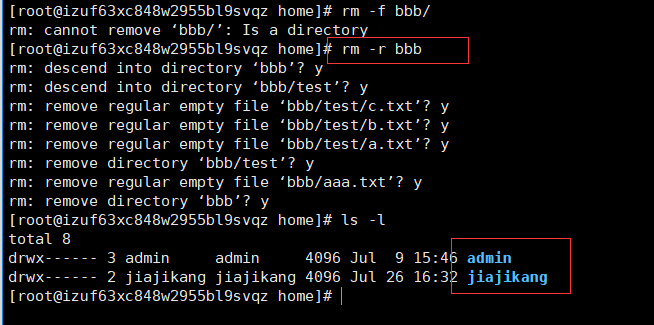 [root@izuf63xc848w2955bl9svqz home]# rm -f bbb/
rm: cannot remove ‘bbb/’: Is a directory
[root@izuf63xc848w2955bl9svqz home]# rm -r bbb
rm: descend into directory ‘bbb’? y
rm: descend into directory ‘bbb/test’? y
rm: remove regular empty file ‘bbb/test/c.txt’? y
rm: remove regular empty file ‘bbb/test/b.txt’? y
rm: remove regular empty file ‘bbb/test/a.txt’? y
rm: remove directory ‘bbb/test’? y
rm: remove regular empty file ‘bbb/aaa.txt’? y
rm: remove directory ‘bbb’? y
[root@izuf63xc848w2955bl9svqz home]# ls -l
total 8
drwx------ 3 admin     admin     4096 Jul  9 15:46 admin
drwx------ 2 jiajikang jiajikang 4096 Jul 26 16:32 jiajikang
[root@izuf63xc848w2955bl9svqz home]#